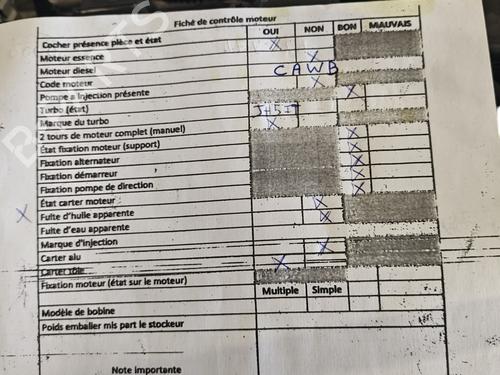 Fiché de contrôle moteur
OUI NON BON MAUVAIS
Cocher présence pièce et état
Moteur essence X
Moteur diesel X
Code moteur CAWB
Pompe a injection présente X
Turbo (état) X
Marque du turbo
2 tours de moteur complet (manuel) X
État fixation moteur (support) X
Fixation alternateur X
Fixation démarreur X
Fixation pompe de direction X
État carter moteur X
X Fuite d'huile apparente X
Fuite d'eau apparente X
Marque d'injection
Carter alu X
Carter tôle X
Fixation moteur (état sur le moteur)
Multiple Simple
Modèle de bobine
Poids emballer mis part le stockeur
Note importante